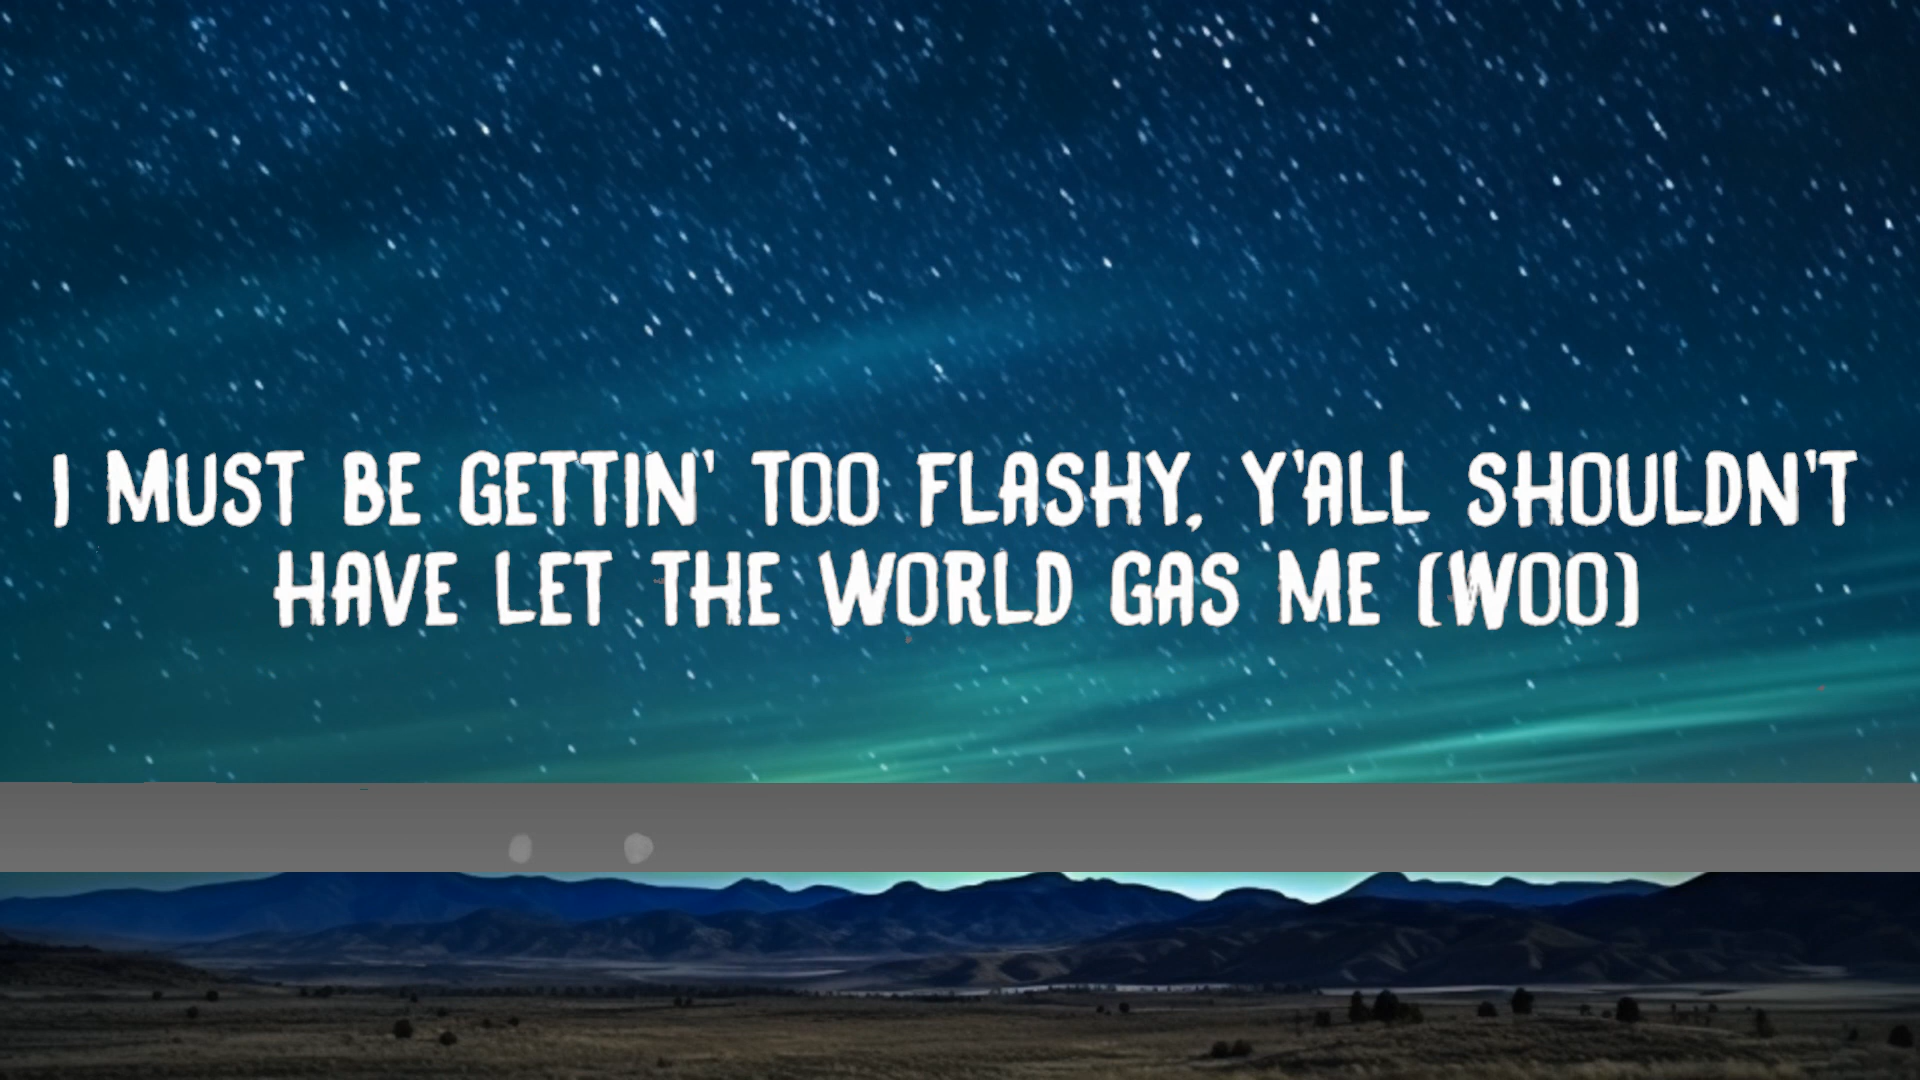 I MUST BE GETTIN' TOO FLASHY, Y'ALL SHOULDN'T
HAVE LET THE WORLD GAS ME (WOO)